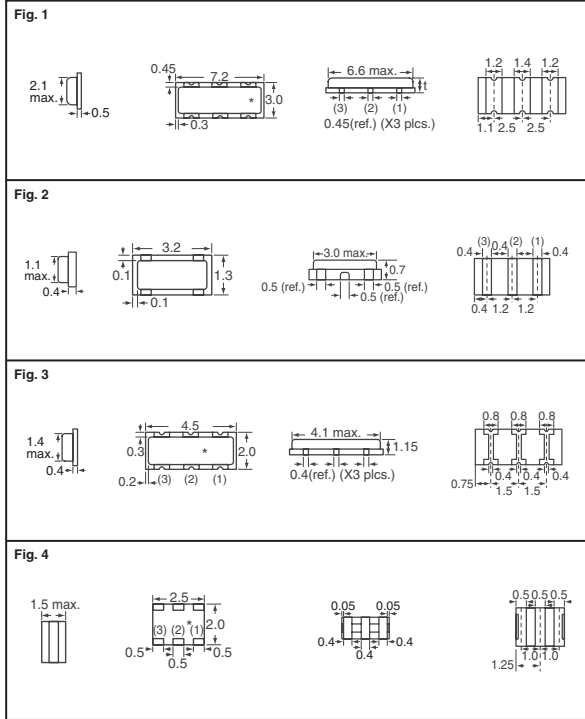 Fig. 1
2.1
max.
0.5
0.45
7.2
*
3.0
0.3
6.6 max.
t
(3) (2) (1)
0.45(ref.) (X3 plcs.)
1.2 1.4 1.2
1.1 2.5 2.5
Fig. 2
1.1
max.
0.4
3.2
0.1
1.3
0.1
3.0 max.
0.7
0.5 (ref.) 0.5 (ref.)
0.5 (ref.)
(3) (2) (1)
0.4 0.4 0.4
0.4 1.2 1.2
Fig. 3
1.4
max.
0.4
4.5
0.3
*
2.0
0.2 (3) (2) (1)
4.1 max.
1.15
0.4(ref.) (X3 plcs.)
0.8 0.8 0.8
0.4 0.4 0.4
0.75 1.5 1.5
Fig. 4
1.5 max.
2.5
(3) (2) * (1)
2.0
0.5 0.5
0.5
0.05 0.05
0.4 0.4
0.4
0.5 0.5 0.5
1.0 1.0
1.25